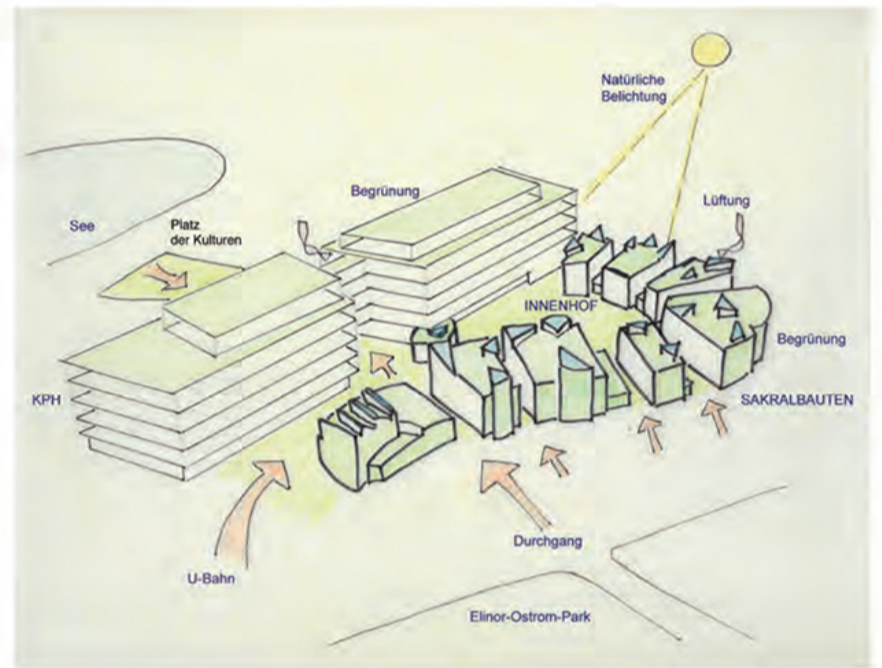 Natürliche
Belichtung
Begrünung
Lüftung
See
Platz
der Kulturen
INNENHOF
Begrünung
KPH
SAKRALBAUTEN
Durchgang
U-Bahn
Elinor-Ostrom-Park